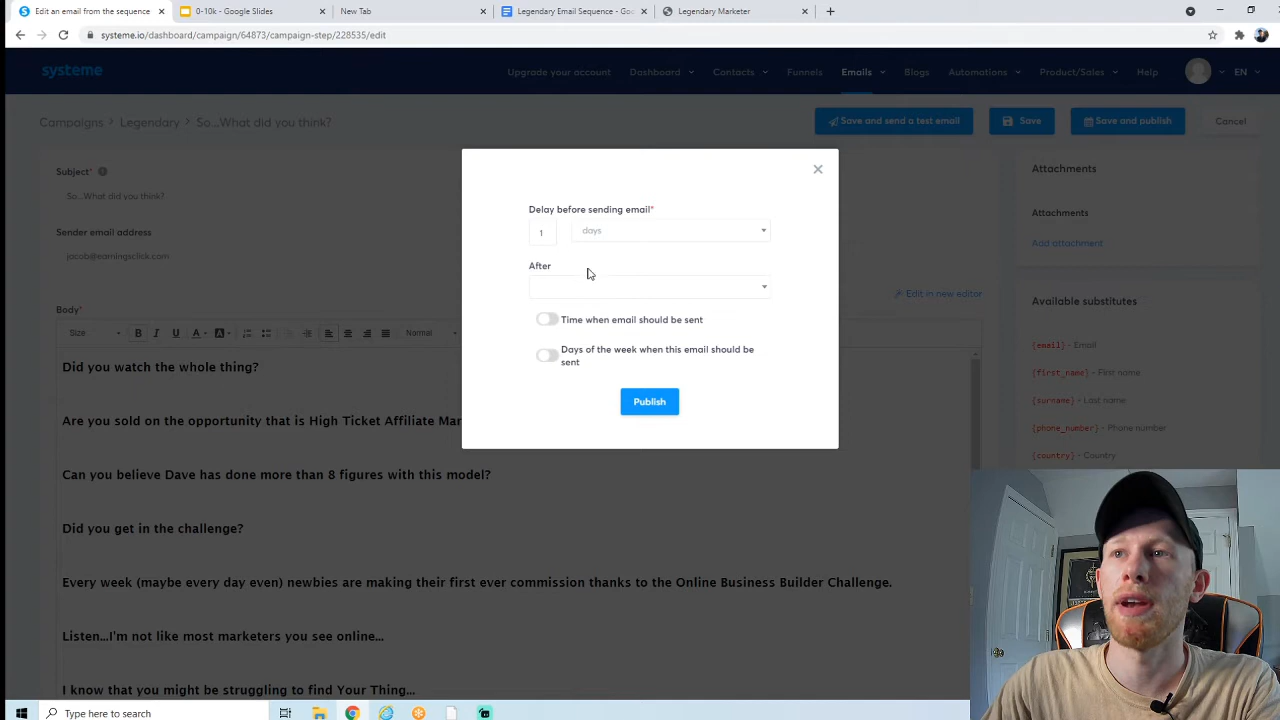 Edit an email from the sequence
0-10k - Google Slides
New Tab
Legendary Email Sequence - Goo
Legendary Marketer
systeme.io/dashboard/campaign/64873/campaign-step/228535/edit
systeme
Upgrade your account
Dashboard
Contacts
Funnels
Emails
Blogs
Automations
Product/Sales
Help
EN
Campaigns > Legendary > So...What did you think?
Save and send a test email
Save
Save and publish
Cancel
Subject*
So...What did you think?
Sender email address
jacob@earningsclick.com
Body*
Edit in new editor
Size
B
I
U
A
A
Normal
Did you watch the whole thing?
Are you sold on the opportunity that is High Ticket Affiliate Mar
Can you believe Dave has done more than 8 figures with this model?
Did you get in the challenge?
Every week (maybe every day even) newbies are making their first ever commission thanks to the Online Business Builder Challenge.
Listen...I'm not like most marketers you see online...
I know that you might be struggling to find Your Thing...
Delay before sending email*
1
days
After
Time when email should be sent
Days of the week when this email should be
sent
Publish
Attachments
Attachments
Add attachment
Available substitutes
{email} - Email
{first_name} - First name
{surname} - Last name
{phone_number} - Phone number
{country} - Country
Type here to search